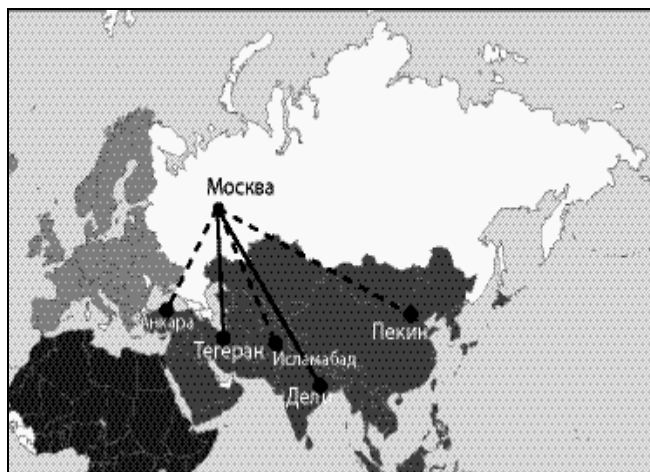 Москва
Анкара
Тегеран
Исламабад
Пекин
Дели